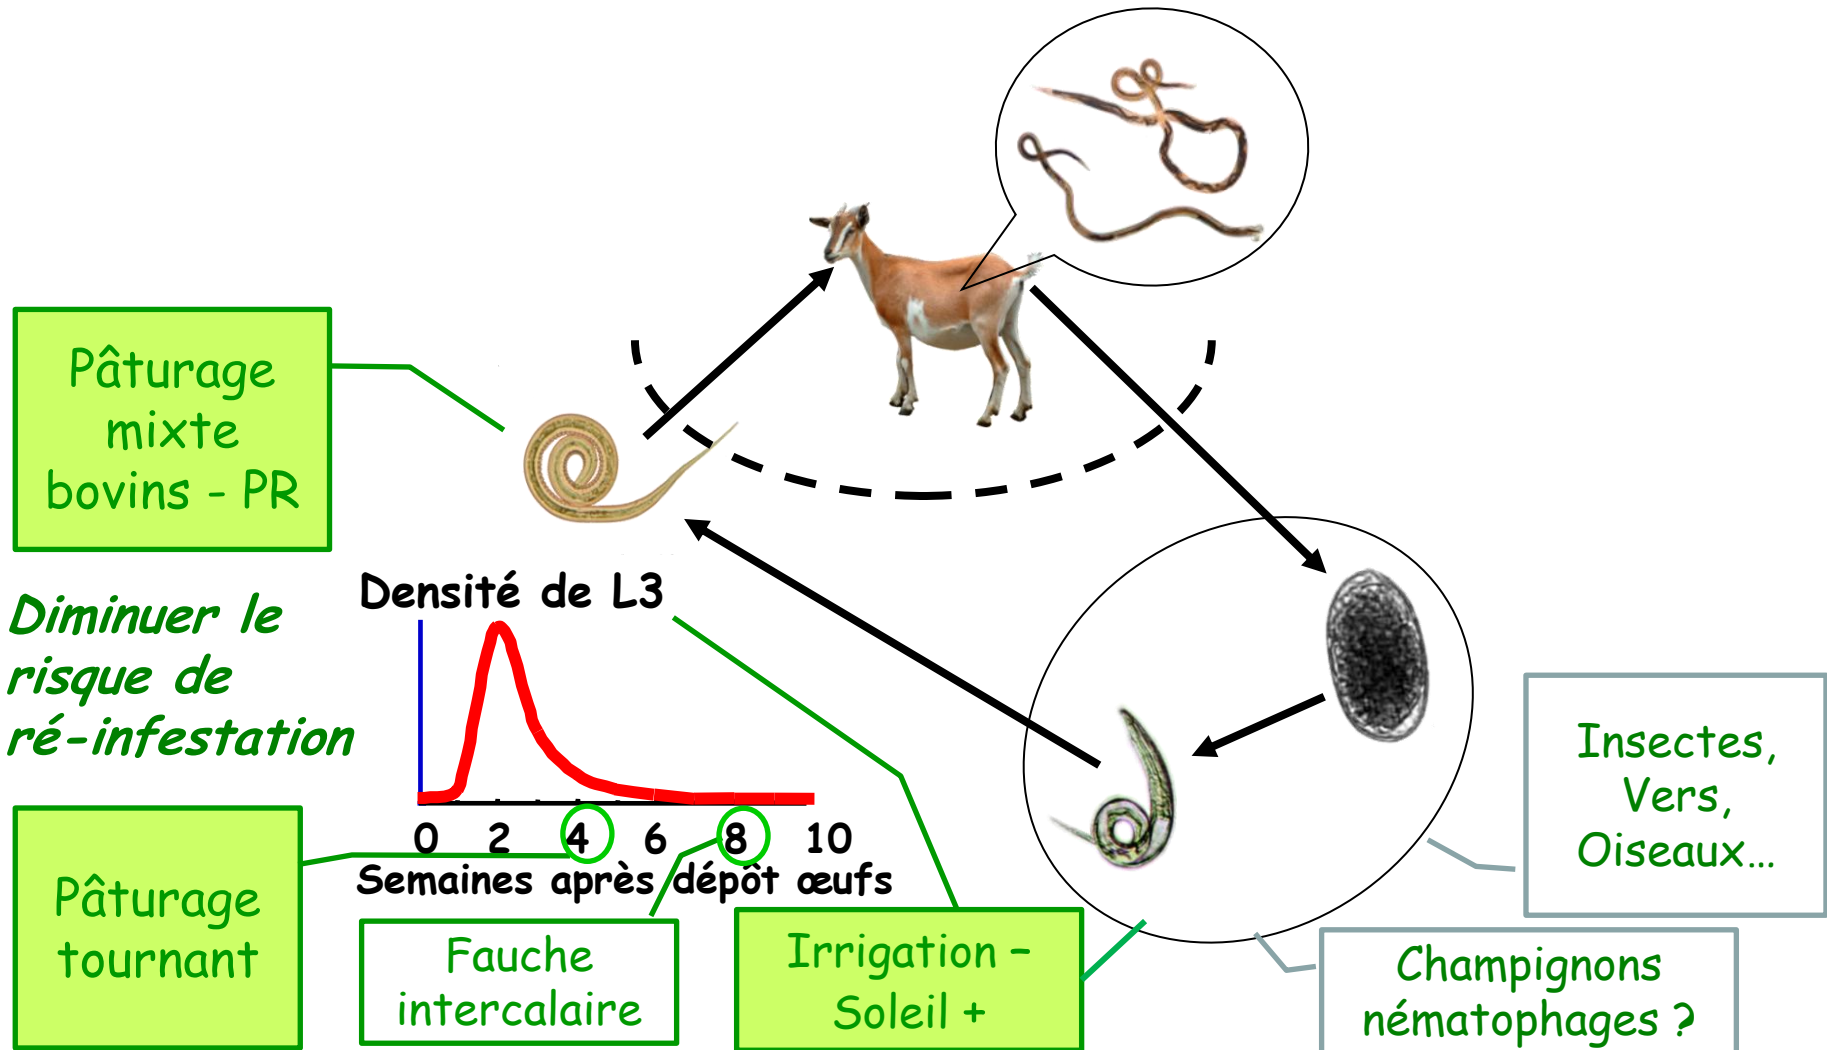 Pâturage
mixte
bovins - PR
Diminuer le
risque de
ré-infestation
Densité de L3
0 2 4 6 8 10
Semaines après dépôt œufs
Pâturage
tournant
Fauche
intercalaire
Irrigation –
Soleil +
Insectes,
Vers,
Oiseaux...
Champignons
nématophages ?